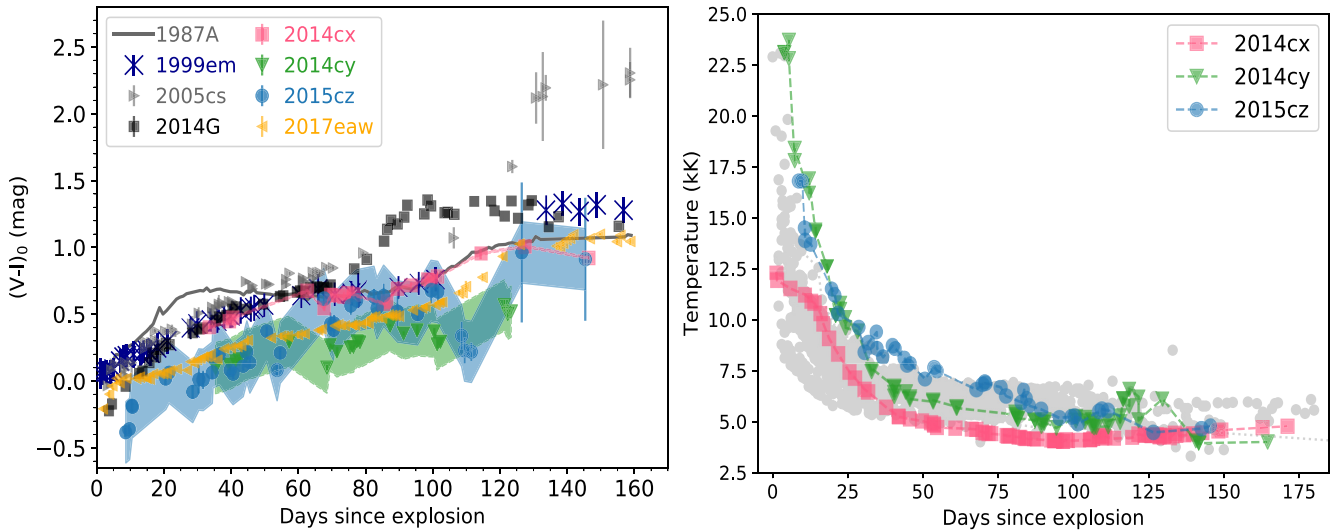 2.5
2.0
1.5
1.0
0.5
0.0
−0.5
(V-I)₀ (mag)
1987A
1999em
2005cs
2014G
2014cx
2014cy
2015cz
2017eaw
0 20 40 60 80 100 120 140 160
Days since explosion
25.0
22.5
20.0
17.5
15.0
12.5
10.0
7.5
5.0
2.5
Temperature (kK)
2014cx
2014cy
2015cz
0 25 50 75 100 125 150 175
Days since explosion